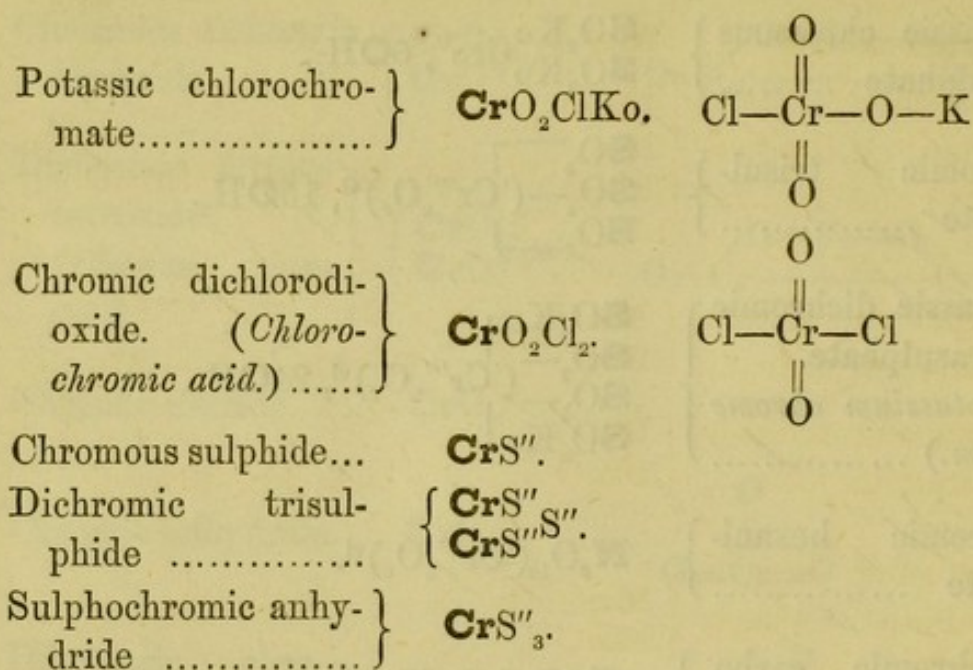 O
||
Potassic chlorochro- } CrO₂ClKo. Cl—Cr—O—K
mate..................
||
O
O
||
Chromic dichlorodi-
oxide. (Chloro- } CrO₂Cl₂. Cl—Cr—Cl
chromic acid.) ......
||
O
Chromous sulphide... CrS″.
Dichromic trisul- { CrS″
phide .............. { CrS″ S″.
Sulphochromic anhy- } CrS″₃.
dride ..............